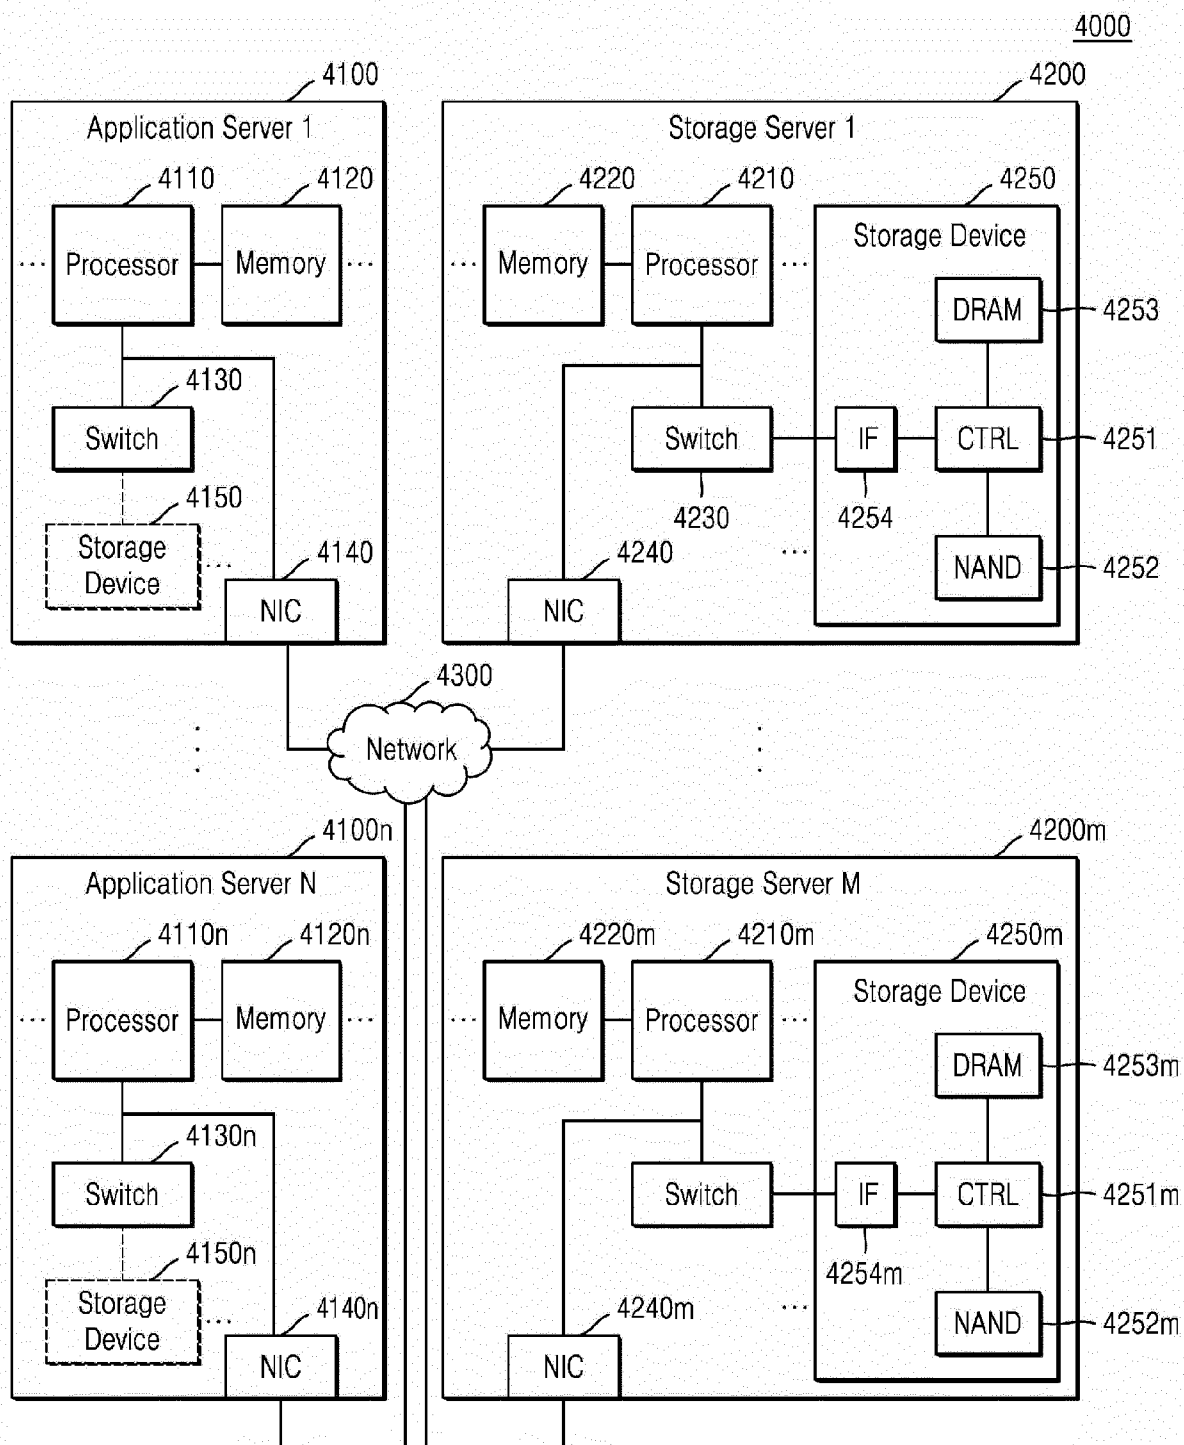 4000
4100
4200
Application Server 1
Storage Server 1
4110
4120
4220
4210
4250
Processor
Memory
Memory
Processor
Storage Device
DRAM
4253
4130
Switch
Switch
IF
CTRL
4251
4150
4230
4254
Storage
Device
4140
4240
NAND
4252
NIC
NIC
4300
Network
4100n
4200m
Application Server N
Storage Server M
4110n
4120n
4220m
4210m
4250m
Processor
Memory
Memory
Processor
Storage Device
DRAM
4253m
4130n
Switch
Switch
IF
CTRL
4251m
4150n
4254m
Storage
Device
4140n
4240m
NAND
4252m
NIC
NIC